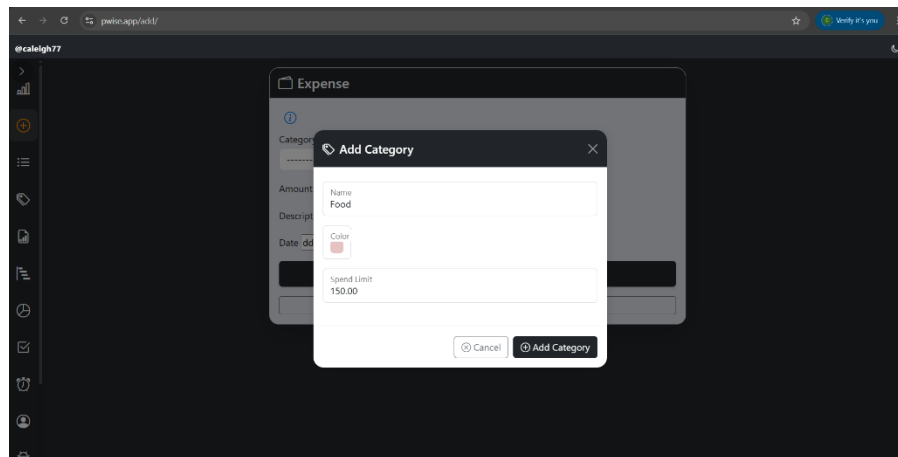 pwise.app/add/
Verify it's you
@caleigh77
Expense
Categor
-------
Amount
Descript
Date dd
Add Category
Name
Food
Color
Spend Limit
150.00
Cancel
Add Category